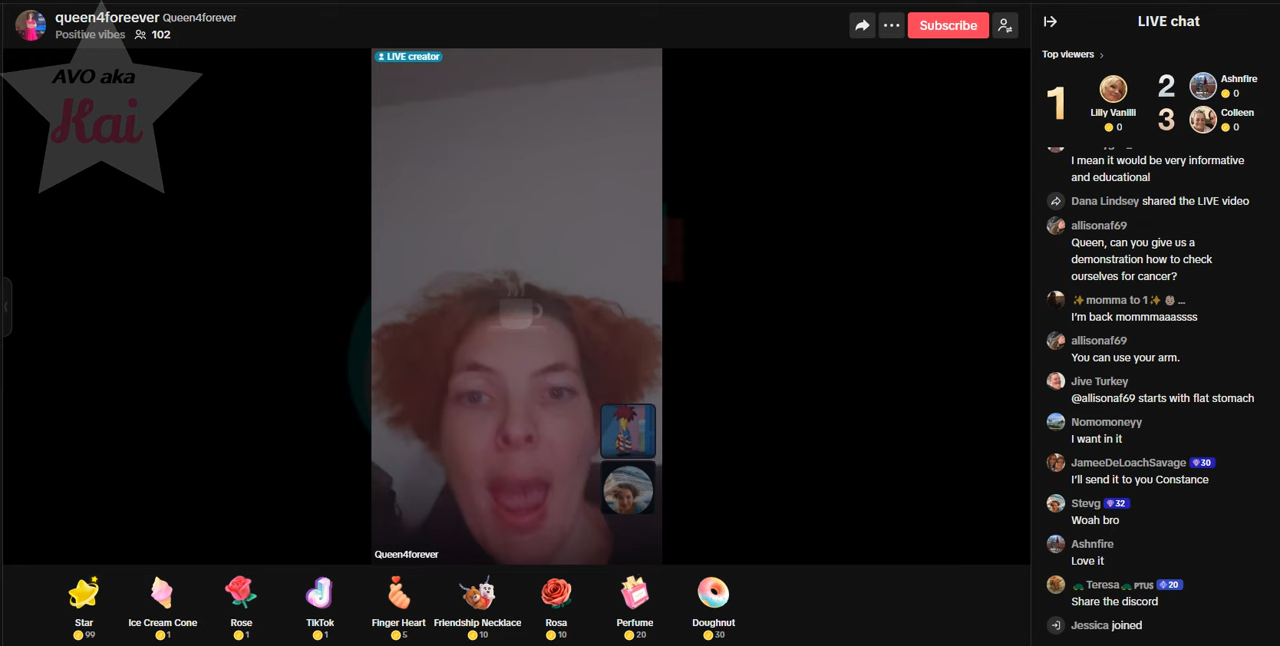 queen4foreever Queen4forever
Positive vibes 102
Subscribe
AVO aka
Kai
LIVE creator
Queen4forever
Star
99
Ice Cream Cone
1
Rose
1
TikTok
1
Finger Heart
5
Friendship Necklace
10
Rosa
10
Perfume
20
Doughnut
30
LIVE chat
Top viewers
1
Lilly Vanilli
0
2
Ashnfire
0
3
Colleen
0
I mean it would be very informative
and educational
Dana Lindsey shared the LIVE video
allisonaf69
Queen, can you give us a
demonstration how to check
ourselves for cancer?
✨momma to 1✨ 👶🏽 ...
I'm back mommmaaassss
allisonaf69
You can use your arm.
Jive Turkey
@allisonaf69 starts with flat stomach
Nomomoneyy
I want in it
JameeDeLoachSavage 30
I'll send it to you Constance
Stevg 32
Woah bro
Ashnfire
Love it
Teresa PTUS 20
Share the discord
Jessica joined